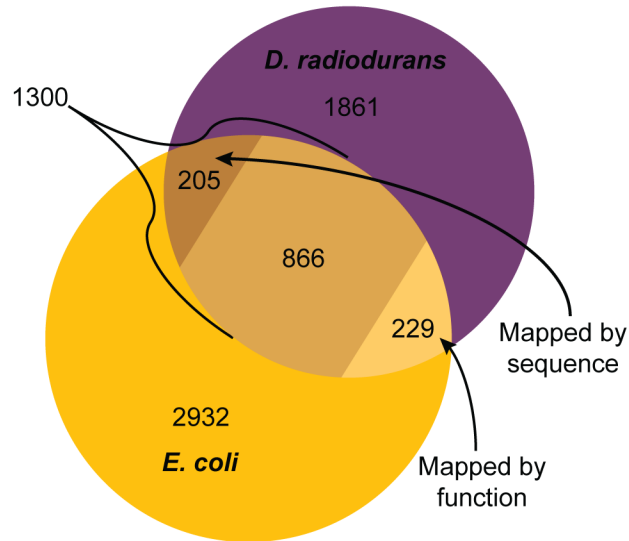 D. radiodurans
1861
1300
205
866
229
Mapped by
sequence
2932
E. coli
Mapped by
function